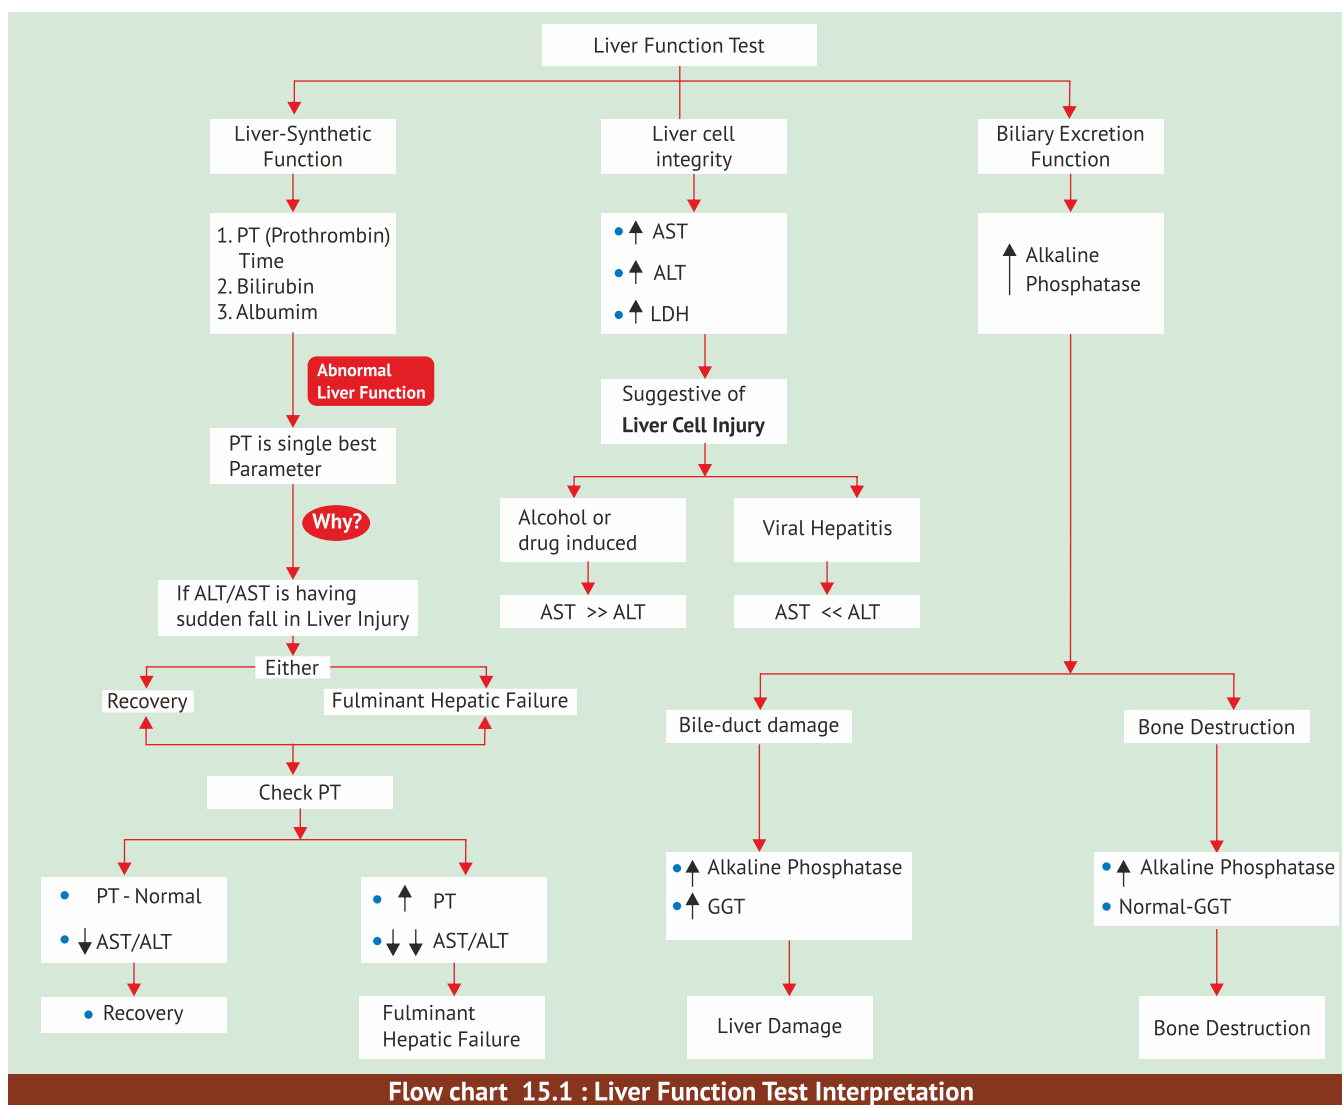 Liver Function Test
Liver-Synthetic
Function
Liver cell
integrity
Biliary Excretion
Function
1. PT (Prothrombin)
Time
2. Bilirubin
3. Albumim
AST
ALT
LDH
Alkaline
Phosphatase
Abnormal
Liver Function
Suggestive of
Liver Cell Injury
PT is single best
Parameter
Why?
Alcohol or
drug induced
Viral Hepatitis
AST >> ALT
AST << ALT
If ALT/AST is having
sudden fall in Liver Injury
Either
Recovery
Fulminant Hepatic Failure
Check PT
Bile-duct damage
Bone Destruction
PT - Normal
AST/ALT
PT
AST/ALT
Alkaline Phosphatase
GGT
Alkaline Phosphatase
Normal-GGT
Recovery
Fulminant
Hepatic Failure
Liver Damage
Bone Destruction
Flow chart 15.1 : Liver Function Test Interpretation